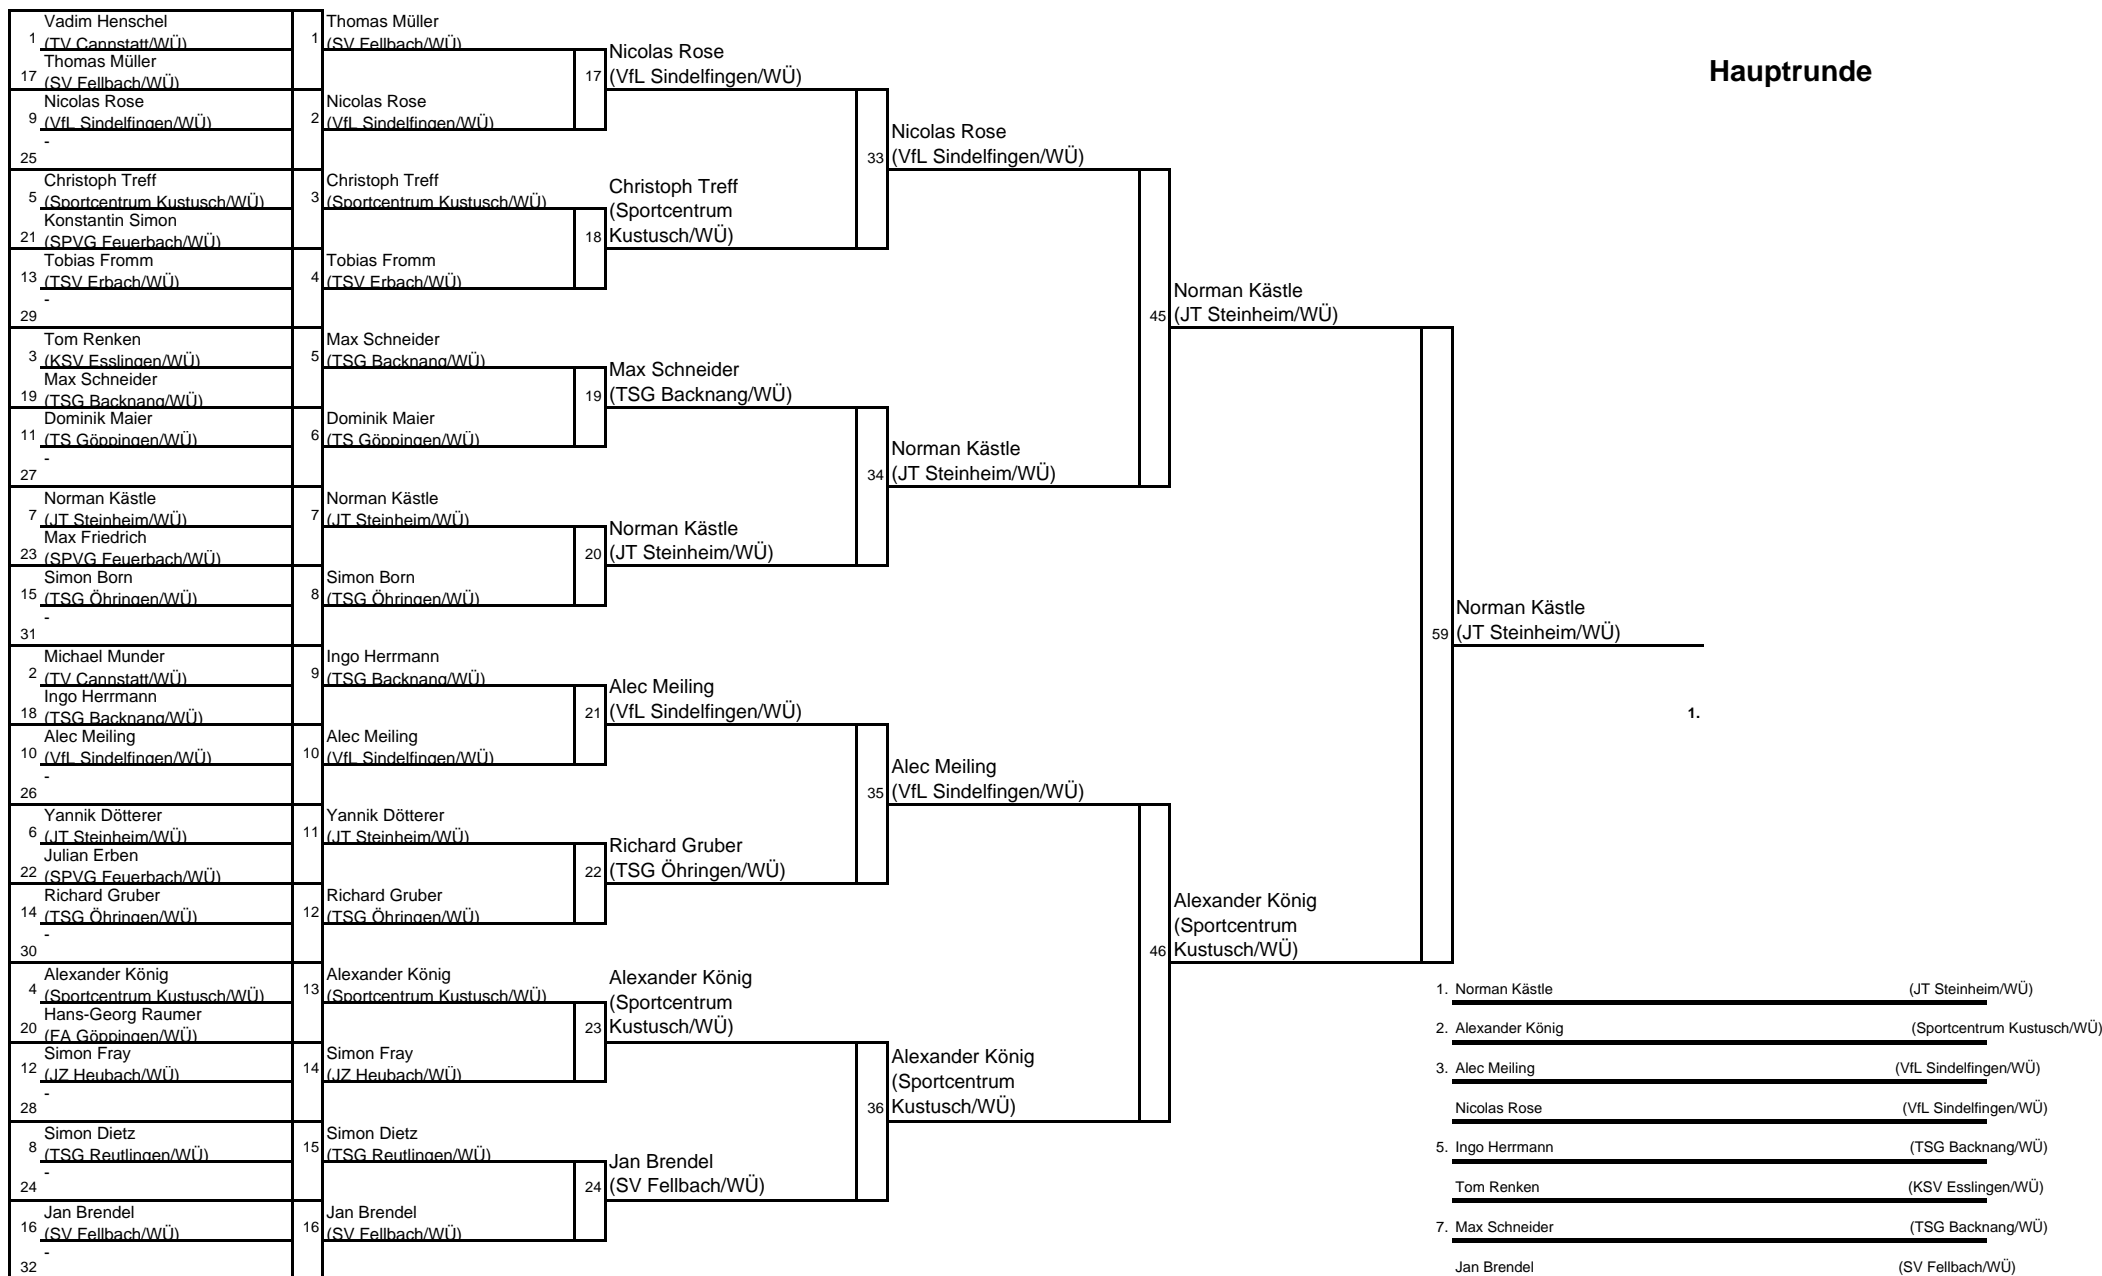 Hauptrunde
1
Vadim Henschel
(TV Cannstatt/WÜ)
17
Thomas Müller
(SV Fellbach/WÜ)
9
Nicolas Rose
(VfL Sindelfingen/WÜ)
25
-
5
Christoph Treff
(Sportcentrum Kustusch/WÜ)
21
Konstantin Simon
(SPVG Feuerbach/WÜ)
13
Tobias Fromm
(TSV Erbach/WÜ)
29
-
3
Tom Renken
(KSV Esslingen/WÜ)
19
Max Schneider
(TSG Backnang/WÜ)
11
Dominik Maier
(TS Göppingen/WÜ)
27
-
7
Norman Kästle
(JT Steinheim/WÜ)
23
Max Friedrich
(SPVG Feuerbach/WÜ)
15
Simon Born
(TSG Öhringen/WÜ)
31
-
2
Michael Munder
(TV Cannstatt/WÜ)
18
Ingo Herrmann
(TSG Backnang/WÜ)
10
Alec Meiling
(VfL Sindelfingen/WÜ)
26
-
6
Yannik Dötterer
(JT Steinheim/WÜ)
22
Julian Erben
(SPVG Feuerbach/WÜ)
14
Richard Gruber
(TSG Öhringen/WÜ)
30
-
4
Alexander König
(Sportcentrum Kustusch/WÜ)
20
Hans-Georg Raumer
(FA Göppingen/WÜ)
12
Simon Fray
(JZ Heubach/WÜ)
28
-
8
Simon Dietz
(TSG Reutlingen/WÜ)
24
-
16
Jan Brendel
(SV Fellbach/WÜ)
32
-
1
Thomas Müller
(SV Fellbach/WÜ)
2
Nicolas Rose
(VfL Sindelfingen/WÜ)
3
Christoph Treff
(Sportcentrum Kustusch/WÜ)
4
Tobias Fromm
(TSV Erbach/WÜ)
5
Max Schneider
(TSG Backnang/WÜ)
6
Dominik Maier
(TS Göppingen/WÜ)
7
Norman Kästle
(JT Steinheim/WÜ)
8
Simon Born
(TSG Öhringen/WÜ)
9
Ingo Herrmann
(TSG Backnang/WÜ)
10
Alec Meiling
(VfL Sindelfingen/WÜ)
11
Yannik Dötterer
(JT Steinheim/WÜ)
12
Richard Gruber
(TSG Öhringen/WÜ)
13
Alexander König
(Sportcentrum Kustusch/WÜ)
14
Simon Fray
(JZ Heubach/WÜ)
15
Simon Dietz
(TSG Reutlingen/WÜ)
16
Jan Brendel
(SV Fellbach/WÜ)
17
Nicolas Rose
(VfL Sindelfingen/WÜ)
18
Christoph Treff
(Sportcentrum
Kustusch/WÜ)
19
Max Schneider
(TSG Backnang/WÜ)
20
Norman Kästle
(JT Steinheim/WÜ)
21
Alec Meiling
(VfL Sindelfingen/WÜ)
22
Richard Gruber
(TSG Öhringen/WÜ)
23
Alexander König
(Sportcentrum
Kustusch/WÜ)
24
Jan Brendel
(SV Fellbach/WÜ)
33
Nicolas Rose
(VfL Sindelfingen/WÜ)
34
Norman Kästle
(JT Steinheim/WÜ)
35
Alec Meiling
(VfL Sindelfingen/WÜ)
36
Alexander König
(Sportcentrum
Kustusch/WÜ)
45
Norman Kästle
(JT Steinheim/WÜ)
46
Alexander König
(Sportcentrum
Kustusch/WÜ)
59
Norman Kästle
(JT Steinheim/WÜ)
1.
1. Norman Kästle (JT Steinheim/WÜ)
2. Alexander König (Sportcentrum Kustusch/WÜ)
3. Alec Meiling (VfL Sindelfingen/WÜ)
Nicolas Rose (VfL Sindelfingen/WÜ)
5. Ingo Herrmann (TSG Backnang/WÜ)
Tom Renken (KSV Esslingen/WÜ)
7. Max Schneider (TSG Backnang/WÜ)
Jan Brendel (SV Fellbach/WÜ)